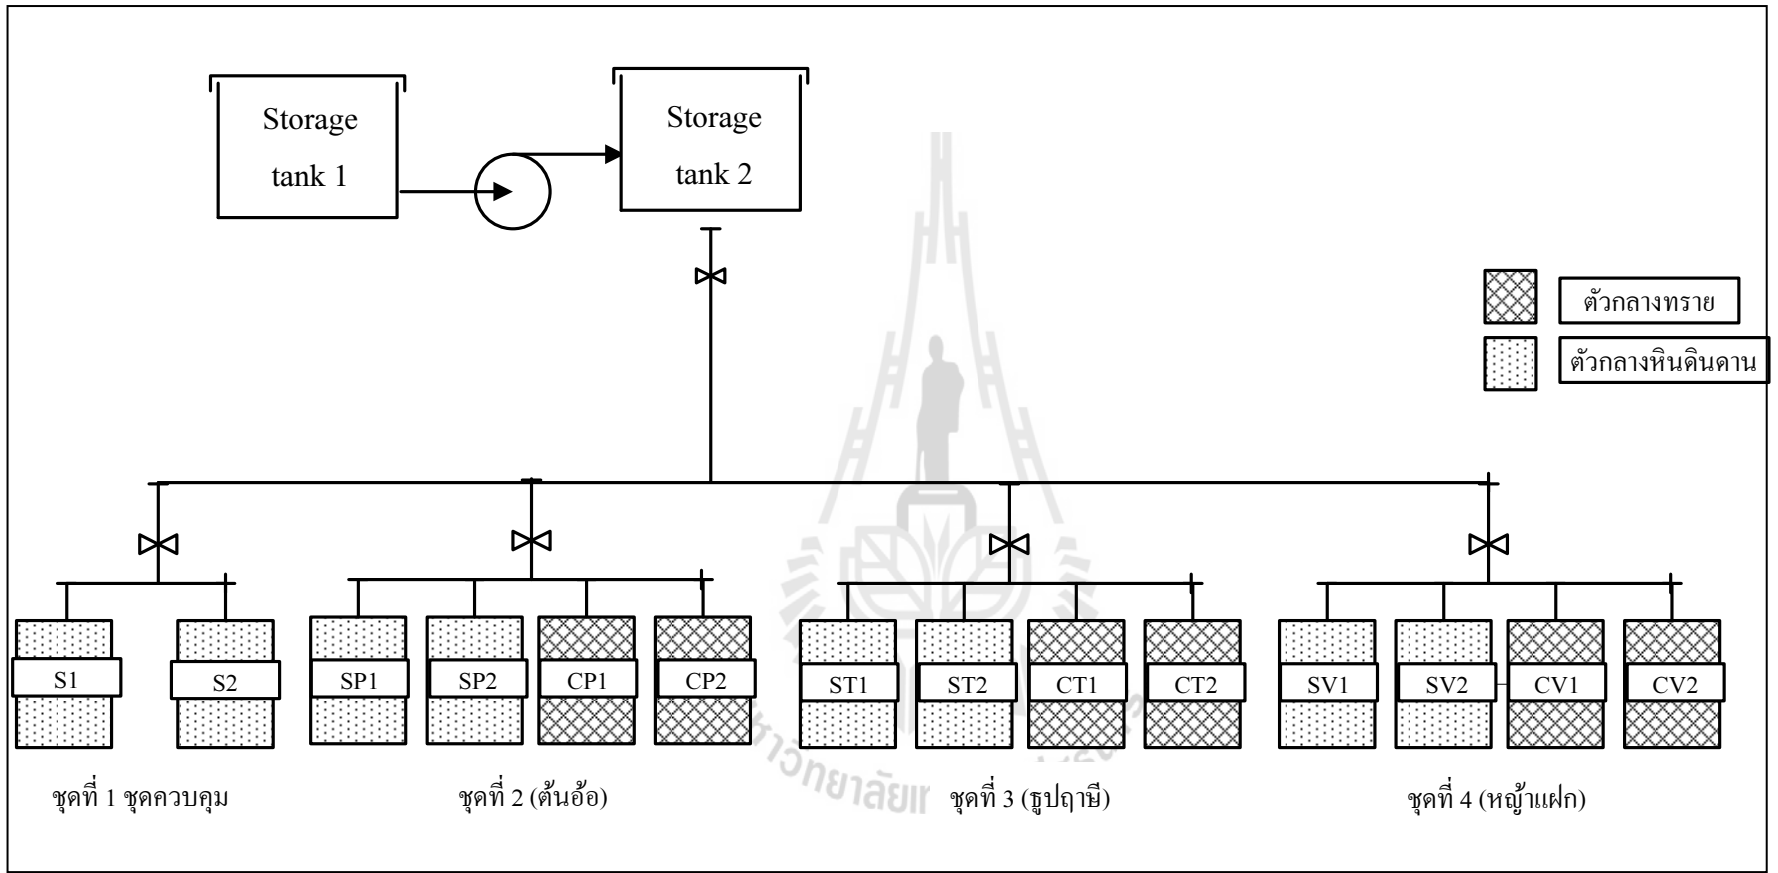 Storage
tank 1
Storage
tank 2
ตัวกลางทราย
ตัวกลางหินดินดาน
S1
S2
SP1
SP2
CP1
CP2
ST1
ST2
CT1
CT2
SV1
SV2
CV1
CV2
ชุดที่ 1 ชุดควบคุม
ชุดที่ 2 (ต้นอ้อ)
ชุดที่ 3 (ธูปฤาษี)
ชุดที่ 4 (หญ้าแฝก)